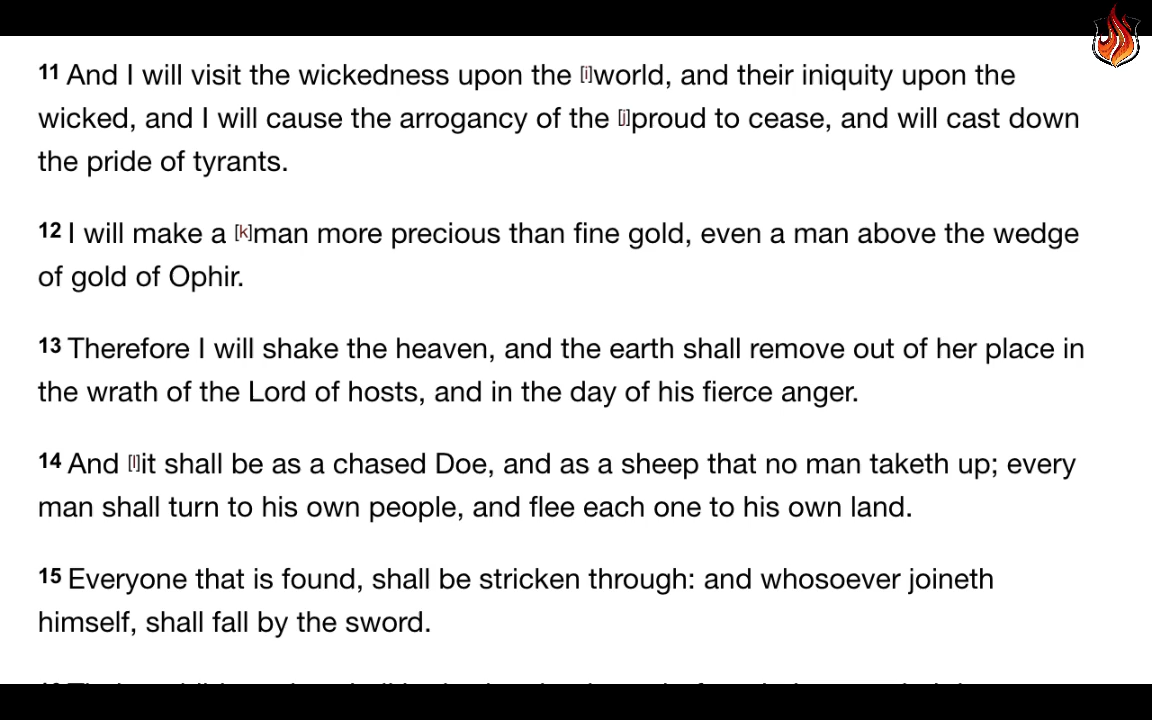 11 And I will visit the wickedness upon the [i]world, and their iniquity upon the
wicked, and I will cause the arrogancy of the [j]proud to cease, and will cast down
the pride of tyrants.
12 I will make a [k]man more precious than fine gold, even a man above the wedge
of gold of Ophir.
13 Therefore I will shake the heaven, and the earth shall remove out of her place in
the wrath of the Lord of hosts, and in the day of his fierce anger.
14 And [l]it shall be as a chased Doe, and as a sheep that no man taketh up; every
man shall turn to his own people, and flee each one to his own land.
15 Everyone that is found, shall be stricken through: and whosoever joineth
himself, shall fall by the sword.